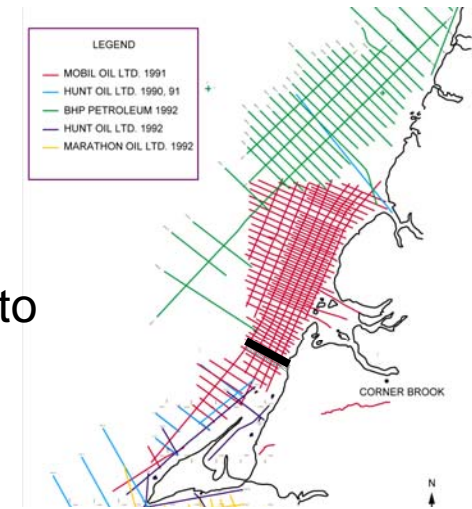 LEGEND
MOBIL OIL LTD. 1991
HUNT OIL LTD. 1990, 91
BHP PETROLEUM 1992
HUNT OIL LTD. 1992
MARATHON OIL LTD. 1992
to
CORNER BROOK
N